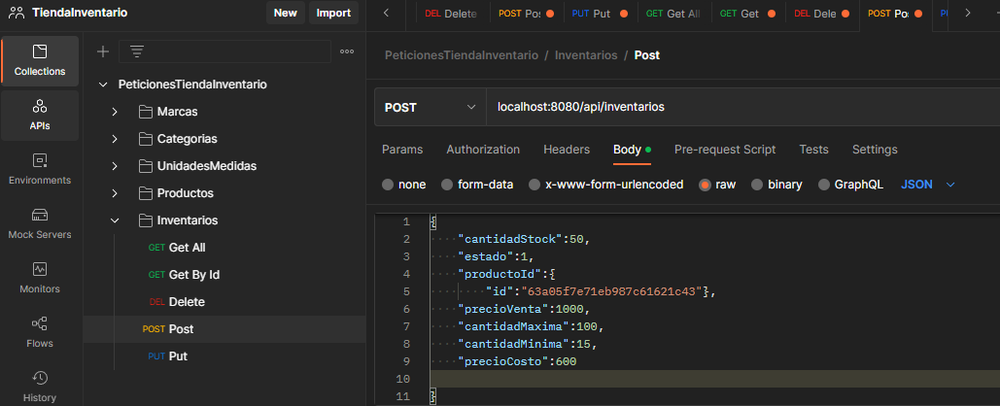 TiendaInventario
New
Import
Collections
APIs
Environments
Mock Servers
Monitors
Flows
History
PeticionesTiendaInventario
Marcas
Categorias
UnidadesMedidas
Productos
Inventarios
GET Get All
GET Get By Id
DEL Delete
POST Post
PUT Put
DEL Delete
POST Pos
PUT Put
GET Get All
GET Get
DEL Dele
POST Po
PeticionesTiendaInventario / Inventarios / Post
POST
localhost:8080/api/inventarios
Params Authorization Headers Body Pre-request Script Tests Settings
none form-data x-www-form-urlencoded raw binary GraphQL JSON
1 {
2 "cantidadStock":50,
3 "estado":1,
4 "productoId":{
5 "id":"63a05f7e71eb987c61621c43"},
6 "precioVenta":1000,
7 "cantidadMaxima":100,
8 "cantidadMinima":15,
9 "precioCosto":600
10
11 }